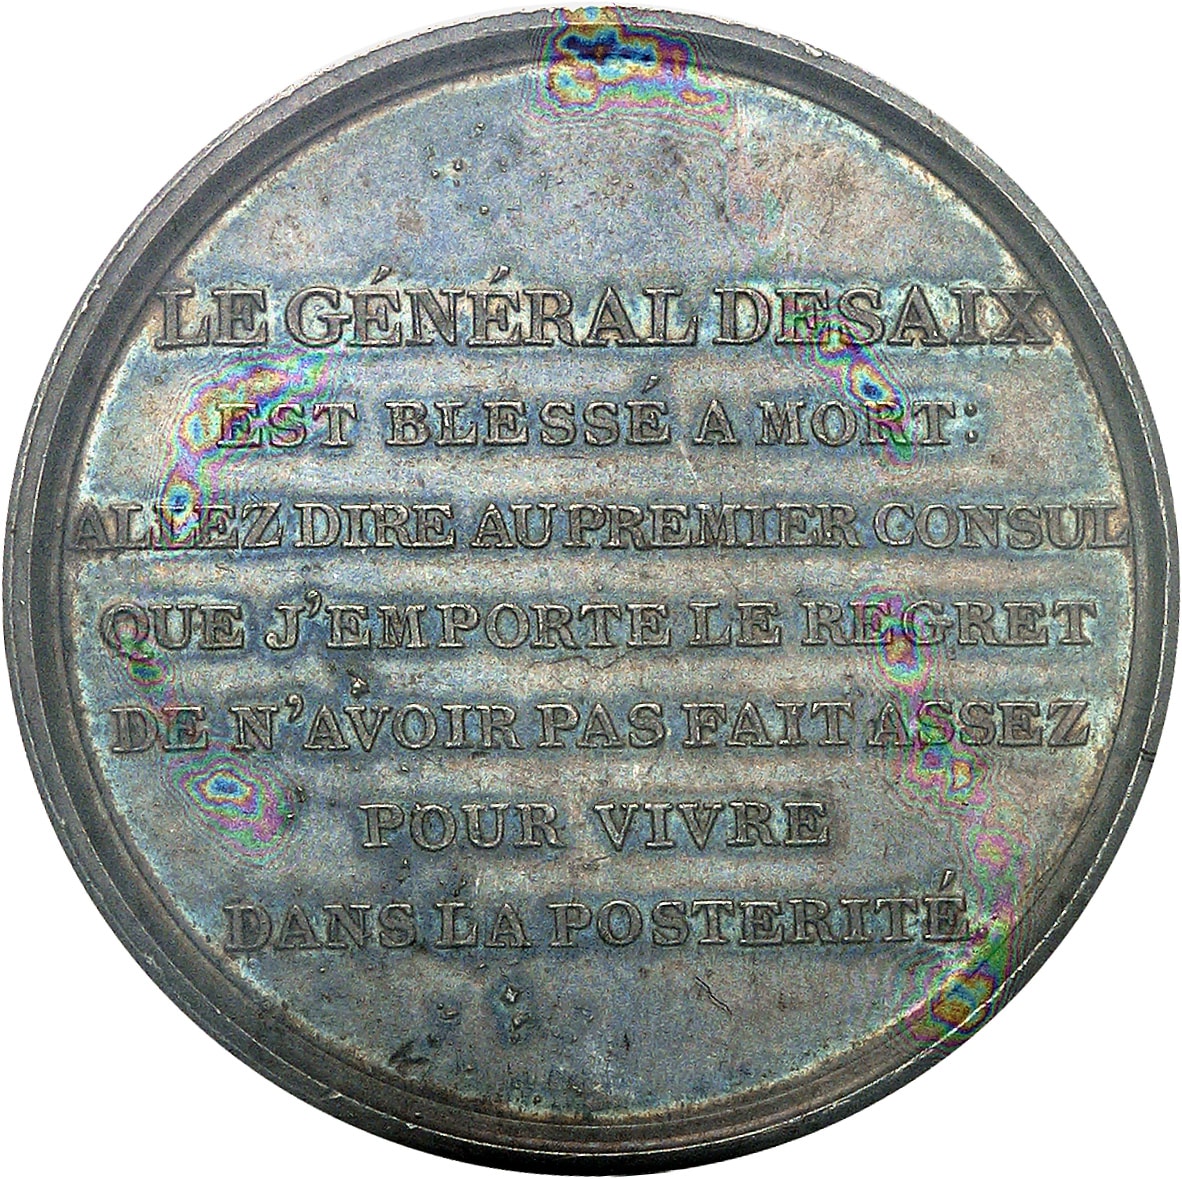 LE GÉNÉRAL DESAIX
EST BLESSÉ A MORT:
ALLEZ DIRE AU PREMIER CONSUL
QUE J'EMPORTE LE REGRET
DE N'AVOIR PAS FAIT ASSEZ
POUR VIVRE
DANS LA POSTERITÉ.